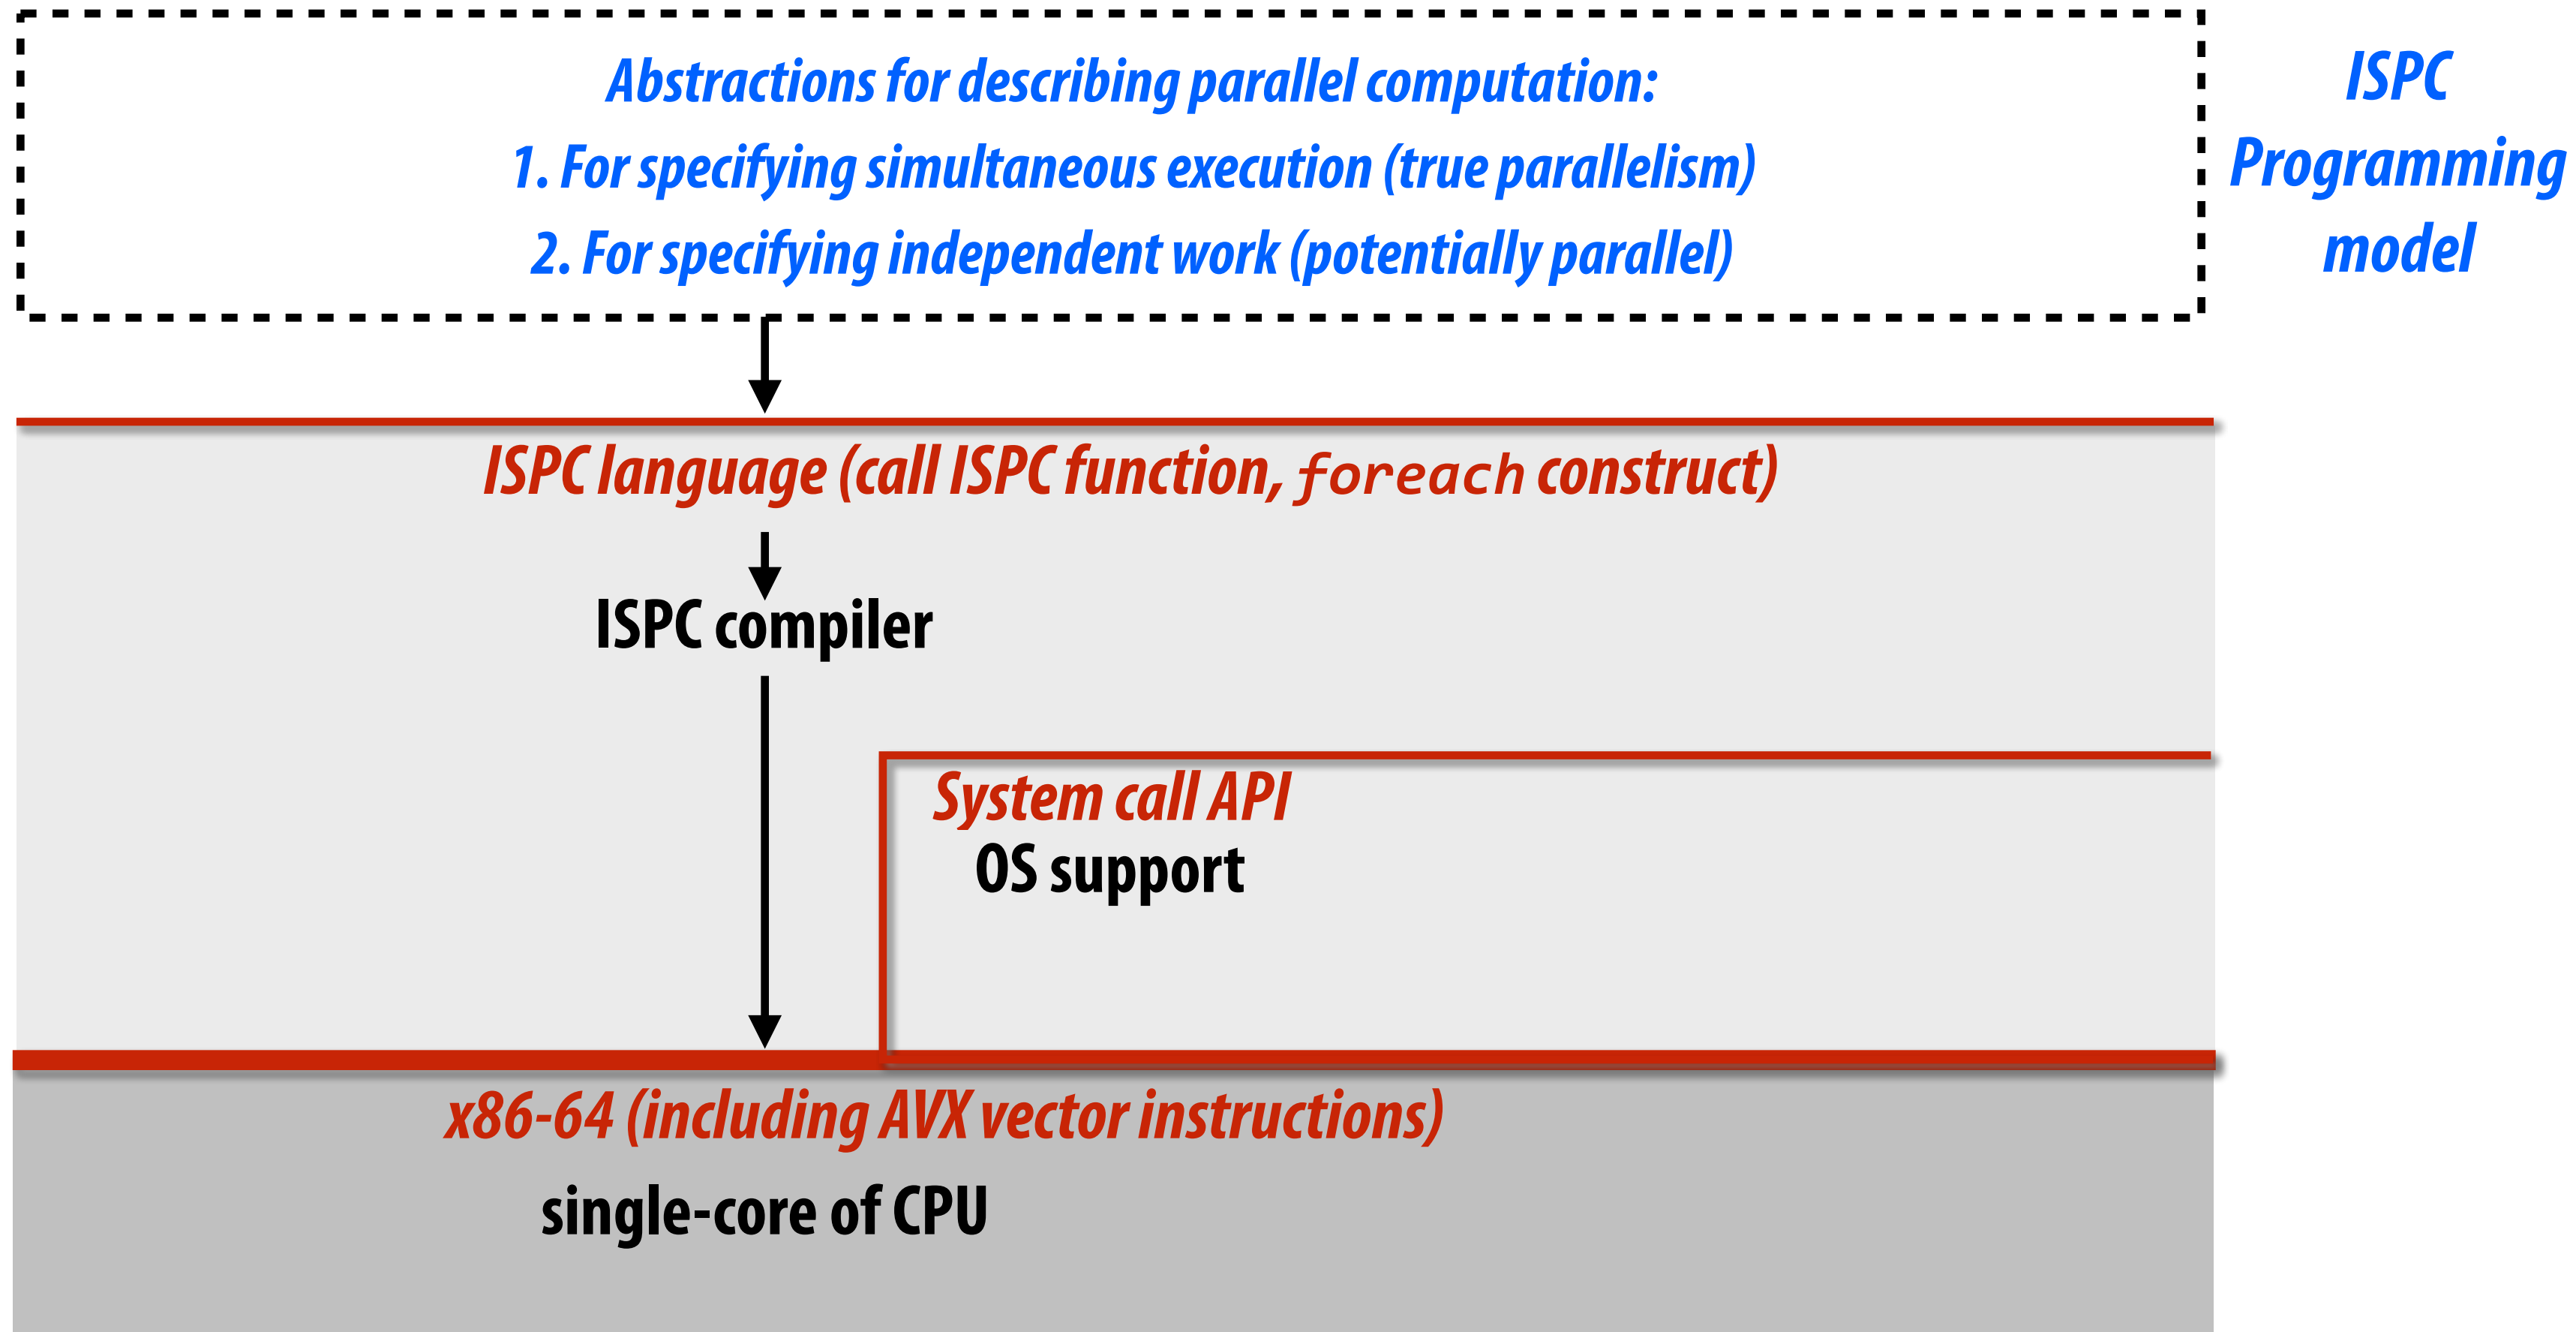 Abstractions for describing parallel computation:
1. For specifying simultaneous execution (true parallelism)
2. For specifying independent work (potentially parallel)
ISPC
Programming
model
ISPC language (call ISPC function, foreach construct)
ISPC compiler
System call API
OS support
x86-64 (including AVX vector instructions)
single-core of CPU